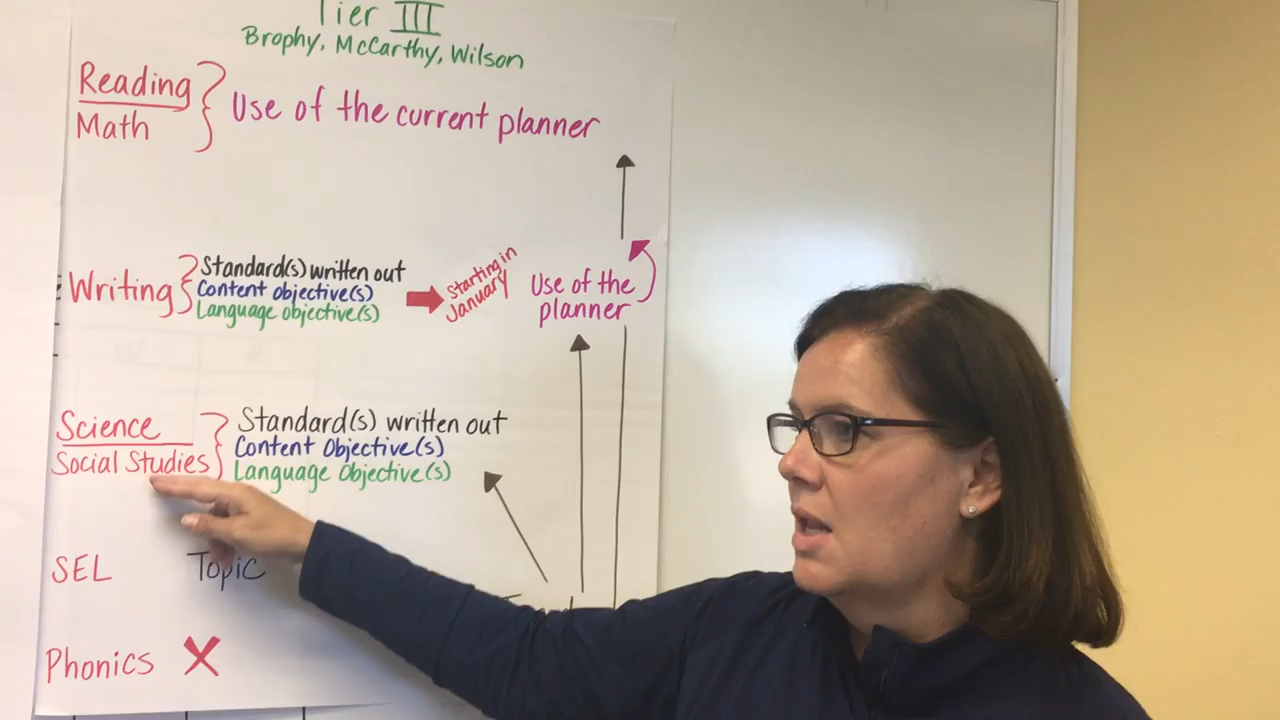 Tier III
Brophy, McCarthy, Wilson
Reading
Math
Use of the current planner
Writing
Standard(s) written out
Content objective(s)
Language objective(s)
Starting in
January
Use of the
planner
Science
Social Studies
Standard(s) written out
Content Objective(s)
Language Objective(s)
SEL
Topic
Phonics X